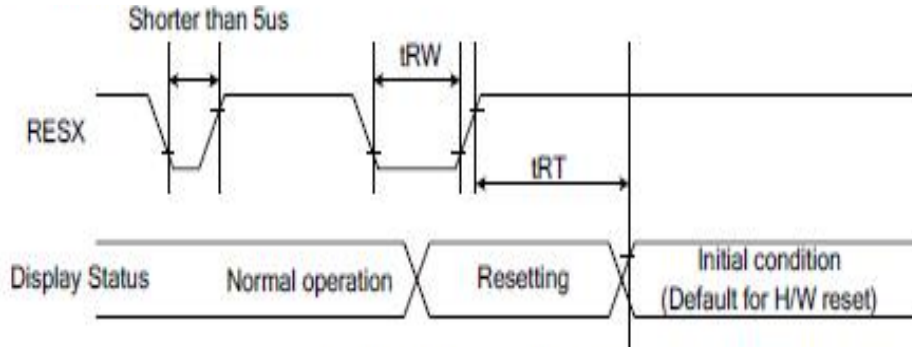 Shorter than 5us
tRW
RESX
tRT
Display Status
Normal operation
Resetting
Initial condition
(Default for H/W reset)